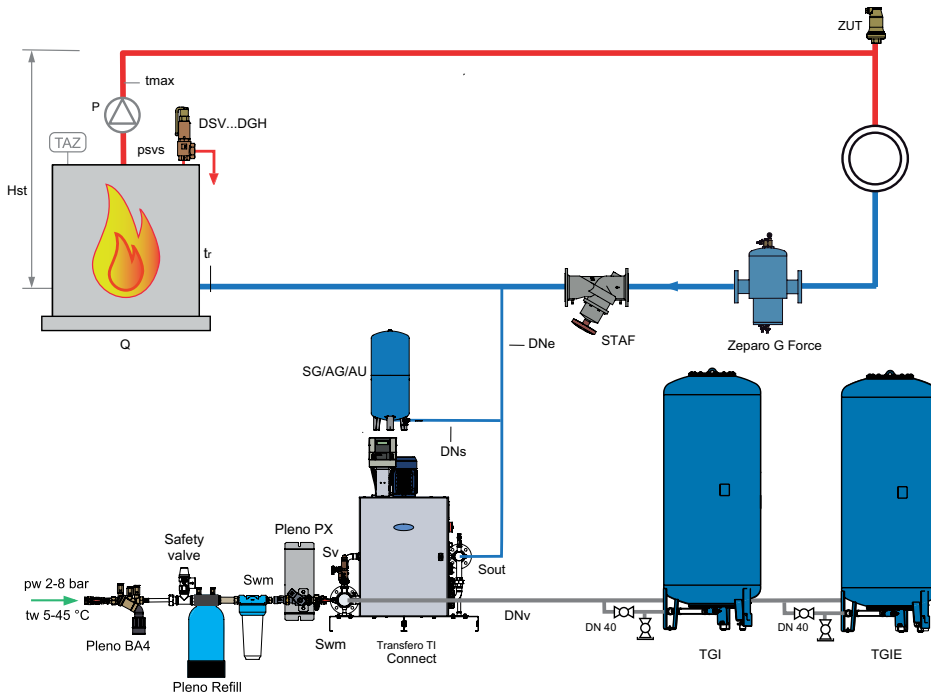 ZUT
tmax
P
DSV...DGH
TAZ
psvs
Hst
tr
Q
DNe
STAF
Zeparo G Force
SG/AG/AU
DNs
Pleno PX
Safety
valve
Sv
Swm
Sout
pw 2-8 bar
tw 5-45 °C
DNv
DN 40
DN 40
Pleno BA4
Swm
Transfero TI
Connect
TGI
TGIE
Pleno Refill